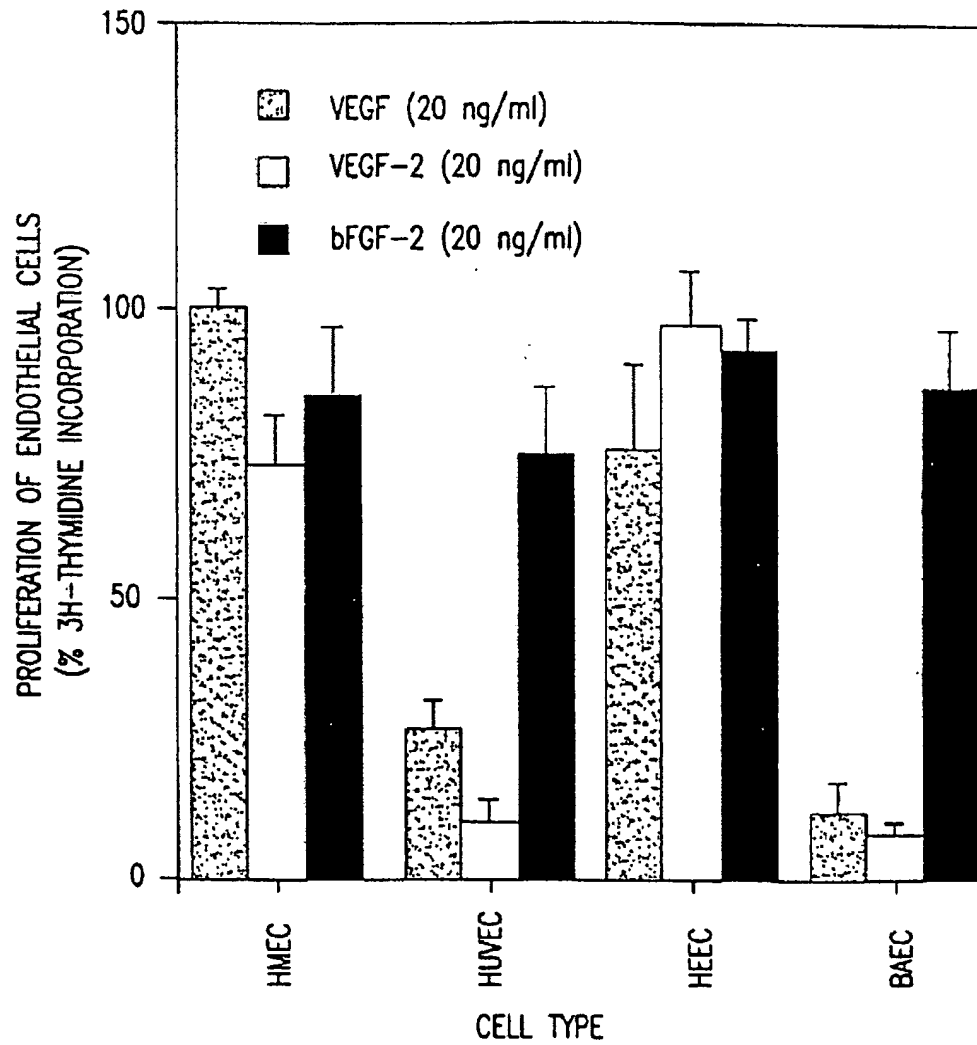 150
100
50
0
VEGF (20 ng/ml)
VEGF-2 (20 ng/ml)
bFGF-2 (20 ng/ml)
PROLIFERATION OF ENDOTHELIAL CELLS
(% 3H-THYMIDINE INCORPORATION)
HMEC
HUVEC
HEEC
BAEC
CELL TYPE